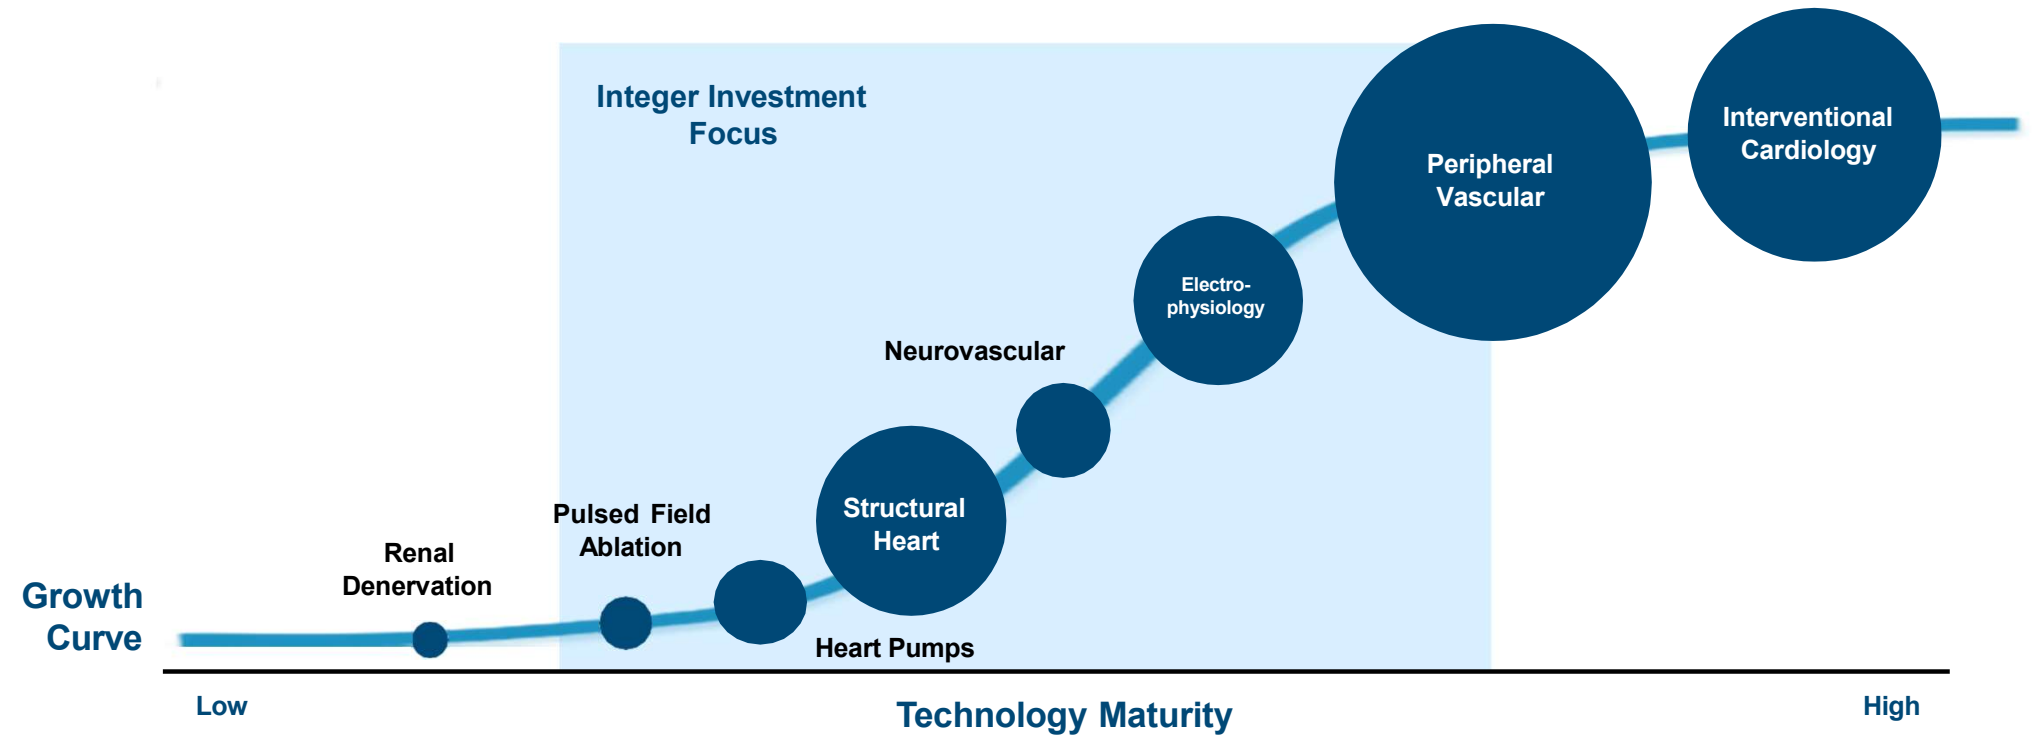 Integer Investment
Focus
Interventional
Cardiology
Peripheral
Vascular
Electro-
physiology
Neurovascular
Structural
Heart
Pulsed Field
Ablation
Renal
Denervation
Growth
Curve
Heart Pumps
Low
Technology Maturity
High